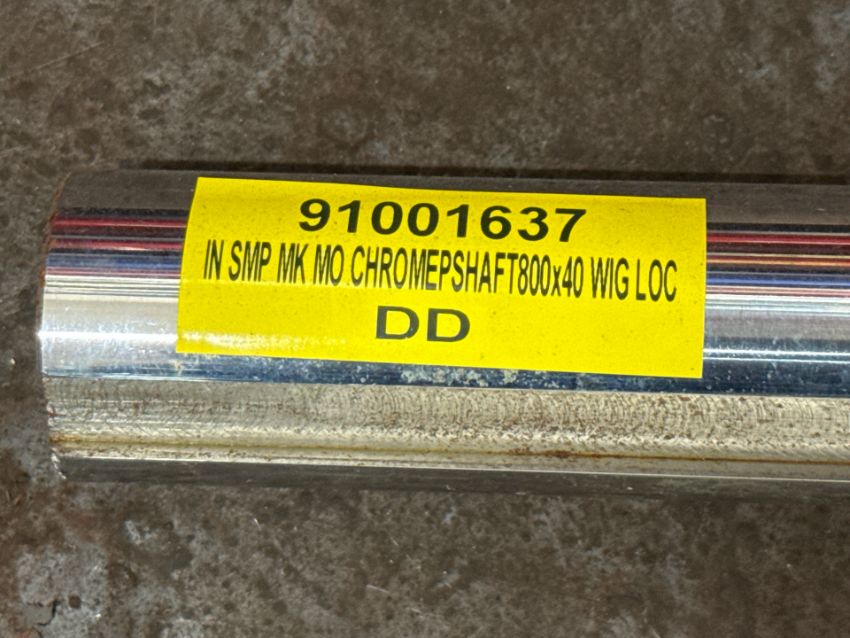 91001637
IN SMP MK MO CHROMEPSHAFT800x40 WIG LOC
DD